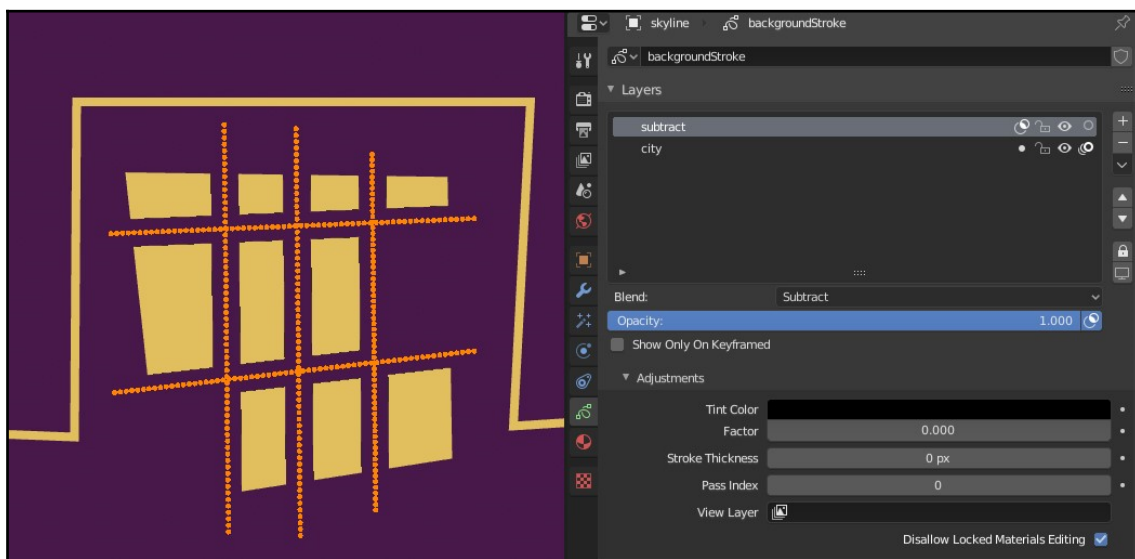 skyline backgroundStroke
backgroundStroke
Layers
subtract
city
Blend: Subtract
Opacity: 1.000
Show Only On Keyframed
Adjustments
Tint Color
Factor 0.000
Stroke Thickness 0 px
Pass Index 0
View Layer
Disallow Locked Materials Editing